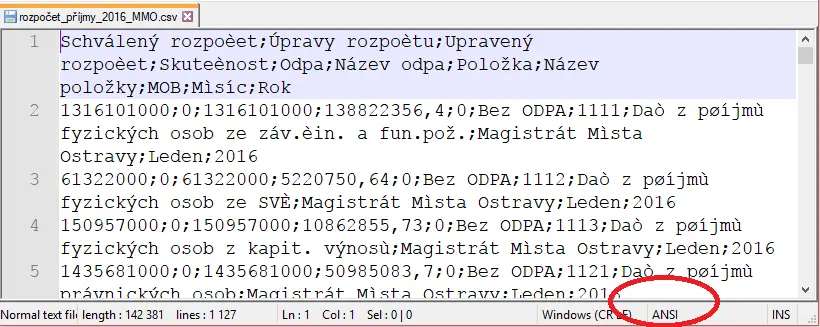 rozpočet_příjmy_2016_MMO.csv
1 Schválený rozpoèet;Úpravy rozpoètu;Upravený
rozpoèet;Skuteènost;Odpa;Název odpa;Položka;Název
položky;MOB;Mìsíc;Rok
2 1316101000;0;1316101000;138822356,4;0;Bez ODPA;1111;Daò z pøíjmù
fyzických osob ze záv.èin. a fun.pož.;Magistrát Mìsta
Ostravy;Leden;2016
3 61322000;0;61322000;5220750,64;0;Bez ODPA;1112;Daò z pøíjmù
fyzických osob ze SVÈ;Magistrát Mìsta Ostravy;Leden;2016
4 150957000;0;150957000;10862855,73;0;Bez ODPA;1113;Daò z pøíjmù
fyzických osob z kapit. výnosù;Magistrát Mìsta Ostravy;Leden;2016
5 1435681000;0;1435681000;50985083,7;0;Bez ODPA;1121;Daò z pøíjmù
právnických osob;Magistrát Mìsta Ostravy;Leden;2016
Normal text file length : 142 381 lines : 1 127 Ln : 1 Col : 1 Sel : 0 | 0 Windows (CR LF) ANSI INS